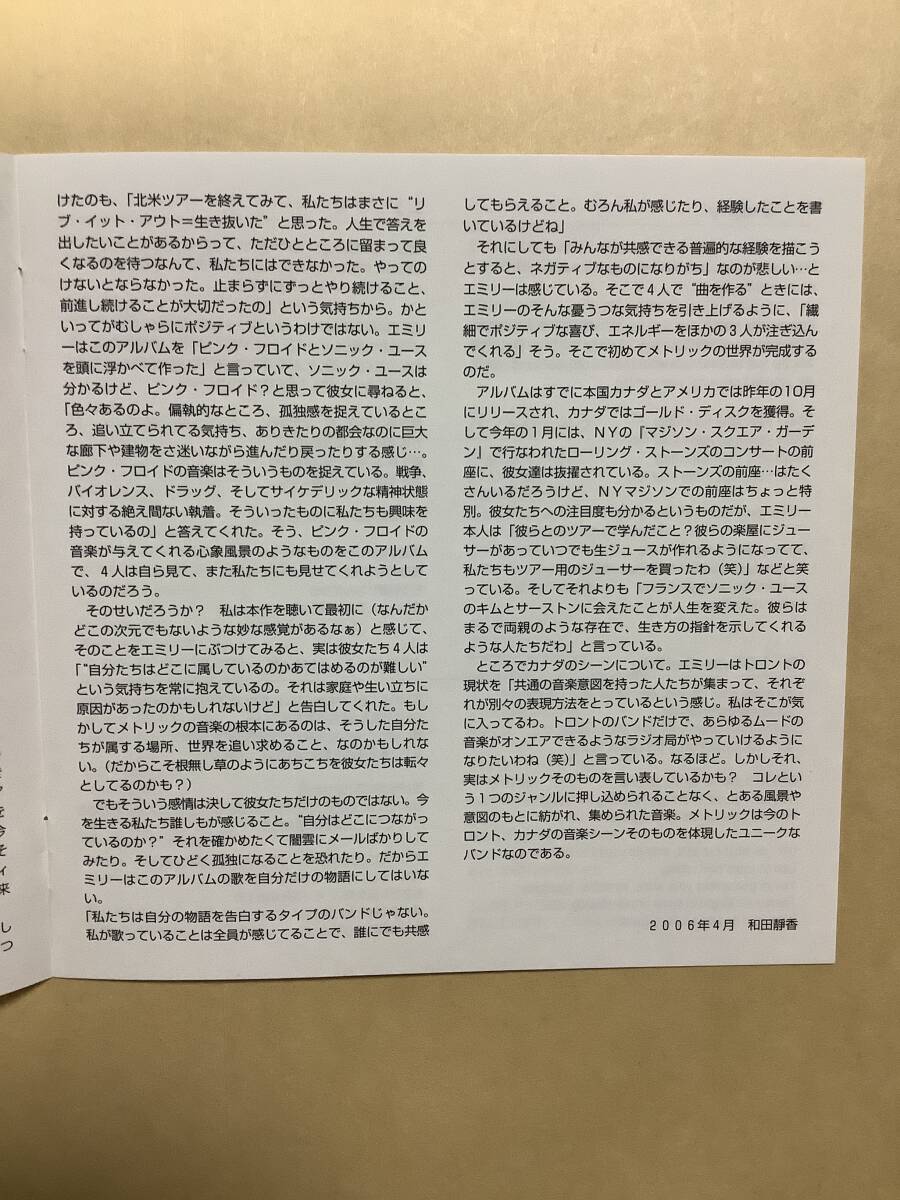 けたのも、「北米ツアーを終えてみて、私たちはまさに“リ
ブ・イット・アウト＝生き抜いた”と思った。人生で答えを
出したいことがあるからって、ただひとところに留まって良
くなるのを待つなんて、私たちにはできなかった。やっての
けないとならなかった。止まらずにずっとやり続けること、
前進し続けることが大切だったの」という気持ちから。かと
いってがむしゃらにポジティブというわけではない。エミリ
ーはこのアルバムを「ピンク・フロイドとソニック・ユース
を頭に浮かべて作った」と言っていて、ソニック・ユースは
分かるけど、ピンク・フロイド？と思って彼女に尋ねると、
「色々あるのよ。偏執的なところ、孤独感を捉えているとこ
ろ、追い立てられてる気持ち、ありきたりの都会なのに巨大
な廊下や建物をさ迷いながら進んだり戻ったりする感じ…。
ピンク・フロイドの音楽はそういうものを捉えている。戦争、
バイオレンス、ドラッグ、そしてサイケデリックな精神状態
に対する絶え間ない執着。そういったものに私たちも興味を
持っているの」と答えてくれた。そう、ピンク・フロイドの
音楽が与えてくれる心象風景のようなものをこのアルバム
で、４人は自ら見て、また私たちにも見せてくれようとして
いるのだろう。
　そのせいだろうか？　私は本作を聴いて最初に（なんだか
どこの次元でもないような妙な感覚があるなぁ）と感じて、
そのことをエミリーにぶつけてみると、実は彼女たち４人は
「“自分たちはどこに属しているのかあてはめるのが難しい”
という気持ちを常に抱えているの。それは家庭や生い立ちに
原因があったのかもしれないけど」と告白してくれた。もし
かしてメトリックの音楽の根本にあるのは、そうした自分た
ちが属する場所、世界を追い求めること、なのかもしれな
い。（だからこそ根無し草のようにあちこちを彼女たちは転々
としてるのかも？）
　でもそういう感情は決して彼女たちだけのものではない。今
を生きる私たち誰しもが感じること。“自分はどこにつながっ
ているのか？” それを確かめたくて闇雲にメールばかりして
みたり。そしてひどく孤独になることを恐れたり。だからエ
ミリーはこのアルバムの歌を自分だけの物語にしてはいな
い。
「私たちは自分の物語を告白するタイプのバンドじゃない。
私が歌っていることは全員が感じてることで、誰にでも共感
してもらえること。むろん私が感じたり、経験したことを書
いているけどね」
　それにしても「みんなが共感できる普遍的な経験を描こう
とすると、ネガティブなものになりがち」なのが悲しい…と
エミリーは感じている。そこで４人で“曲を作る”ときには、
エミリーのそんな憂うつな気持ちを引き上げるように、「繊
細でポジティブな喜び、エネルギーをほかの３人が注ぎ込ん
でくれる」そう。そこで初めてメトリックの世界が完成する
のだ。
　アルバムはすでに本国カナダとアメリカでは昨年の10月
にリリースされ、カナダではゴールド・ディスクを獲得。そ
して今年の１月には、ＮＹの『マジソン・スクエア・ガーデ
ン』で行なわれたローリング・ストーンズのコンサートの前
座に、彼女達は抜擢されている。ストーンズの前座…はたく
さんいるだろうけど、ＮＹマジソンでの前座はちょっと特
別。彼女たちへの注目度も分かるというものだが、エミリー
本人は「彼らとのツアーで学んだこと？彼らの楽屋にジュー
サーがあっていつでも生ジュースが作れるようになってて、
私たちもツアー用のジューサーを買ったわ（笑）」などと笑
っている。そしてそれよりも「フランスでソニック・ユース
のキムとサーストンに会えたことが人生を変えた。彼らは
まるで両親のような存在で、生き方の指針を示してくれる
ような人たちだわ」と言っている。
　ところでカナダのシーンについて。エミリーはトロントの
現状を「共通の音楽意図を持った人たちが集まって、それぞ
れが別々の表現方法をとっているという感じ。私はそこが気
に入ってるわ。トロントのバンドだけで、あらゆるムードの
音楽がオンエアできるようなラジオ局がやっていけるように
なりたいわね（笑）」と言っている。なるほど。しかしそれ、
実はメトリックそのものを言い表しているかも？　コレとい
う１つのジャンルに押し込められることなく、とある風景や
意図のもとに紡がれ、集められた音楽。メトリックは今のト
ロント、カナダの音楽シーンそのものを体現したユニークな
バンドなのである。
２００６年４月　和田靜香